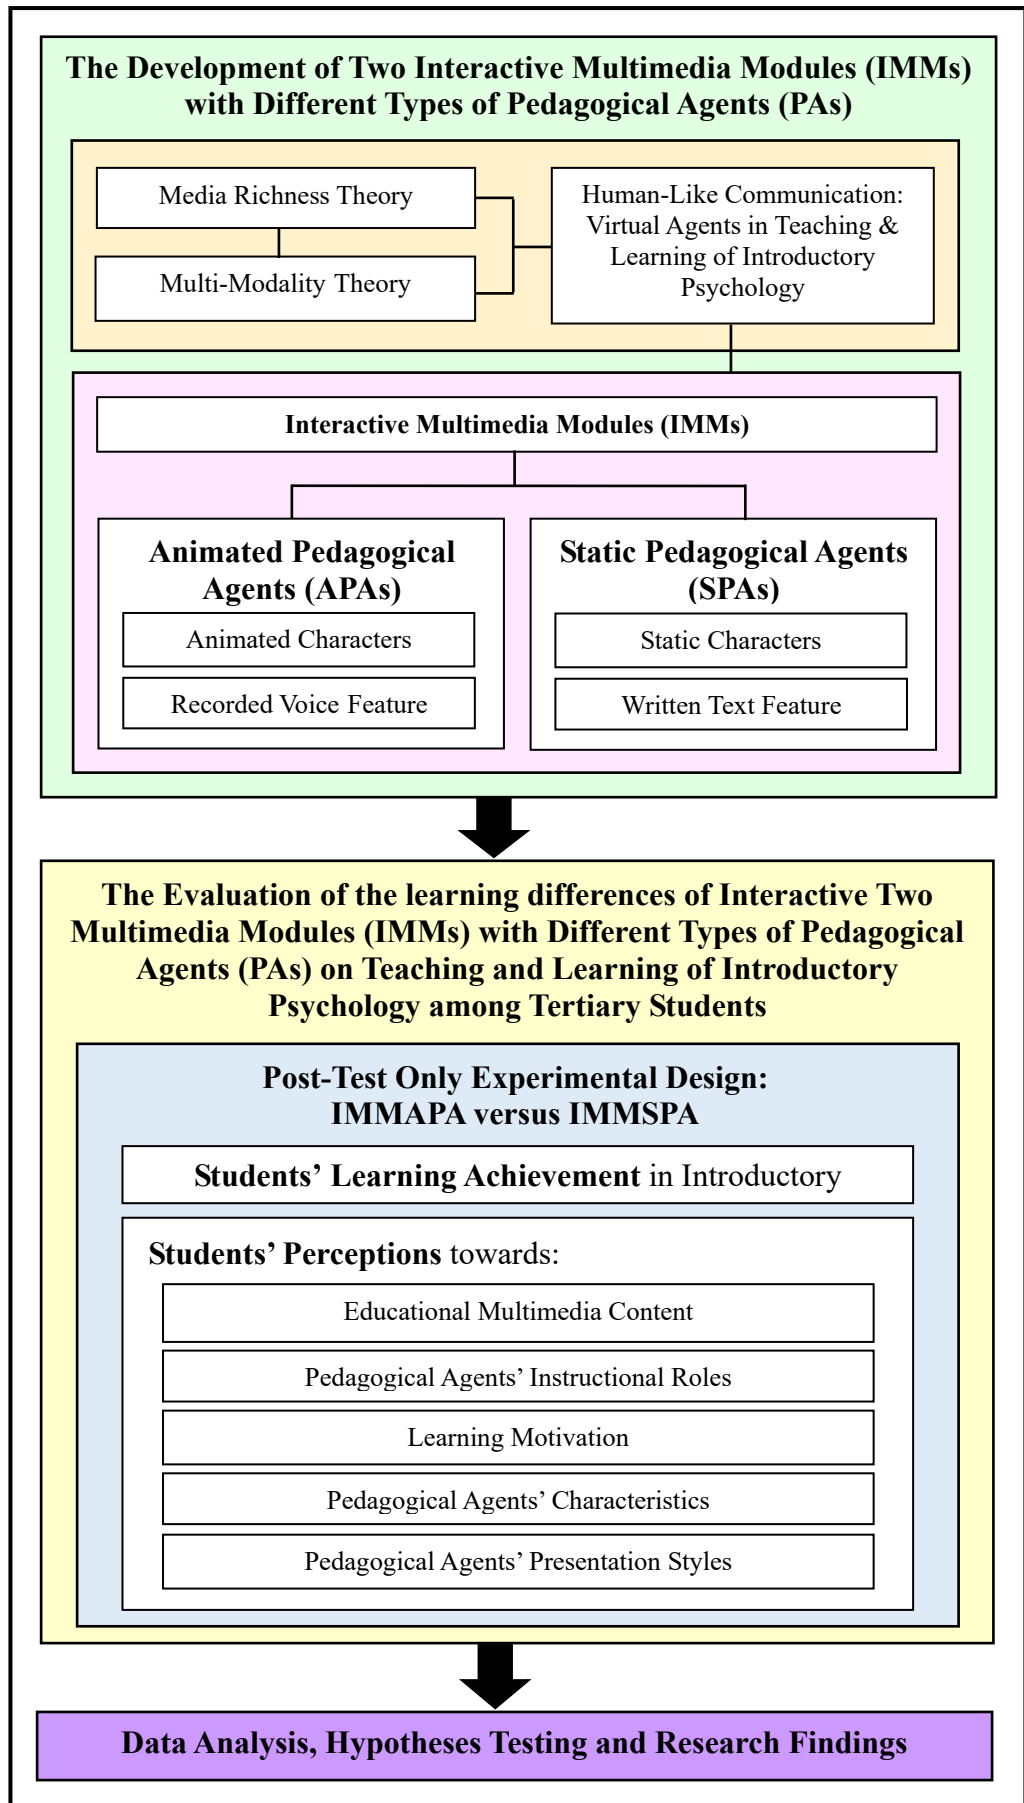 The Development of Two Interactive Multimedia Modules (IMMs)
with Different Types of Pedagogical Agents (PAs)
Media Richness Theory
Multi-Modality Theory
Human-Like Communication:
Virtual Agents in Teaching &
Learning of Introductory
Psychology
Interactive Multimedia Modules (IMMs)
Animated Pedagogical
Agents (APAs)
Animated Characters
Recorded Voice Feature
Static Pedagogical Agents
(SPAs)
Static Characters
Written Text Feature
The Evaluation of the learning differences of Interactive Two
Multimedia Modules (IMMs) with Different Types of Pedagogical
Agents (PAs) on Teaching and Learning of Introductory
Psychology among Tertiary Students
Post-Test Only Experimental Design:
IMMAPA versus IMMSPA
Students’ Learning Achievement in Introductory
Students’ Perceptions towards:
Educational Multimedia Content
Pedagogical Agents’ Instructional Roles
Learning Motivation
Pedagogical Agents’ Characteristics
Pedagogical Agents’ Presentation Styles
Data Analysis, Hypotheses Testing and Research Findings